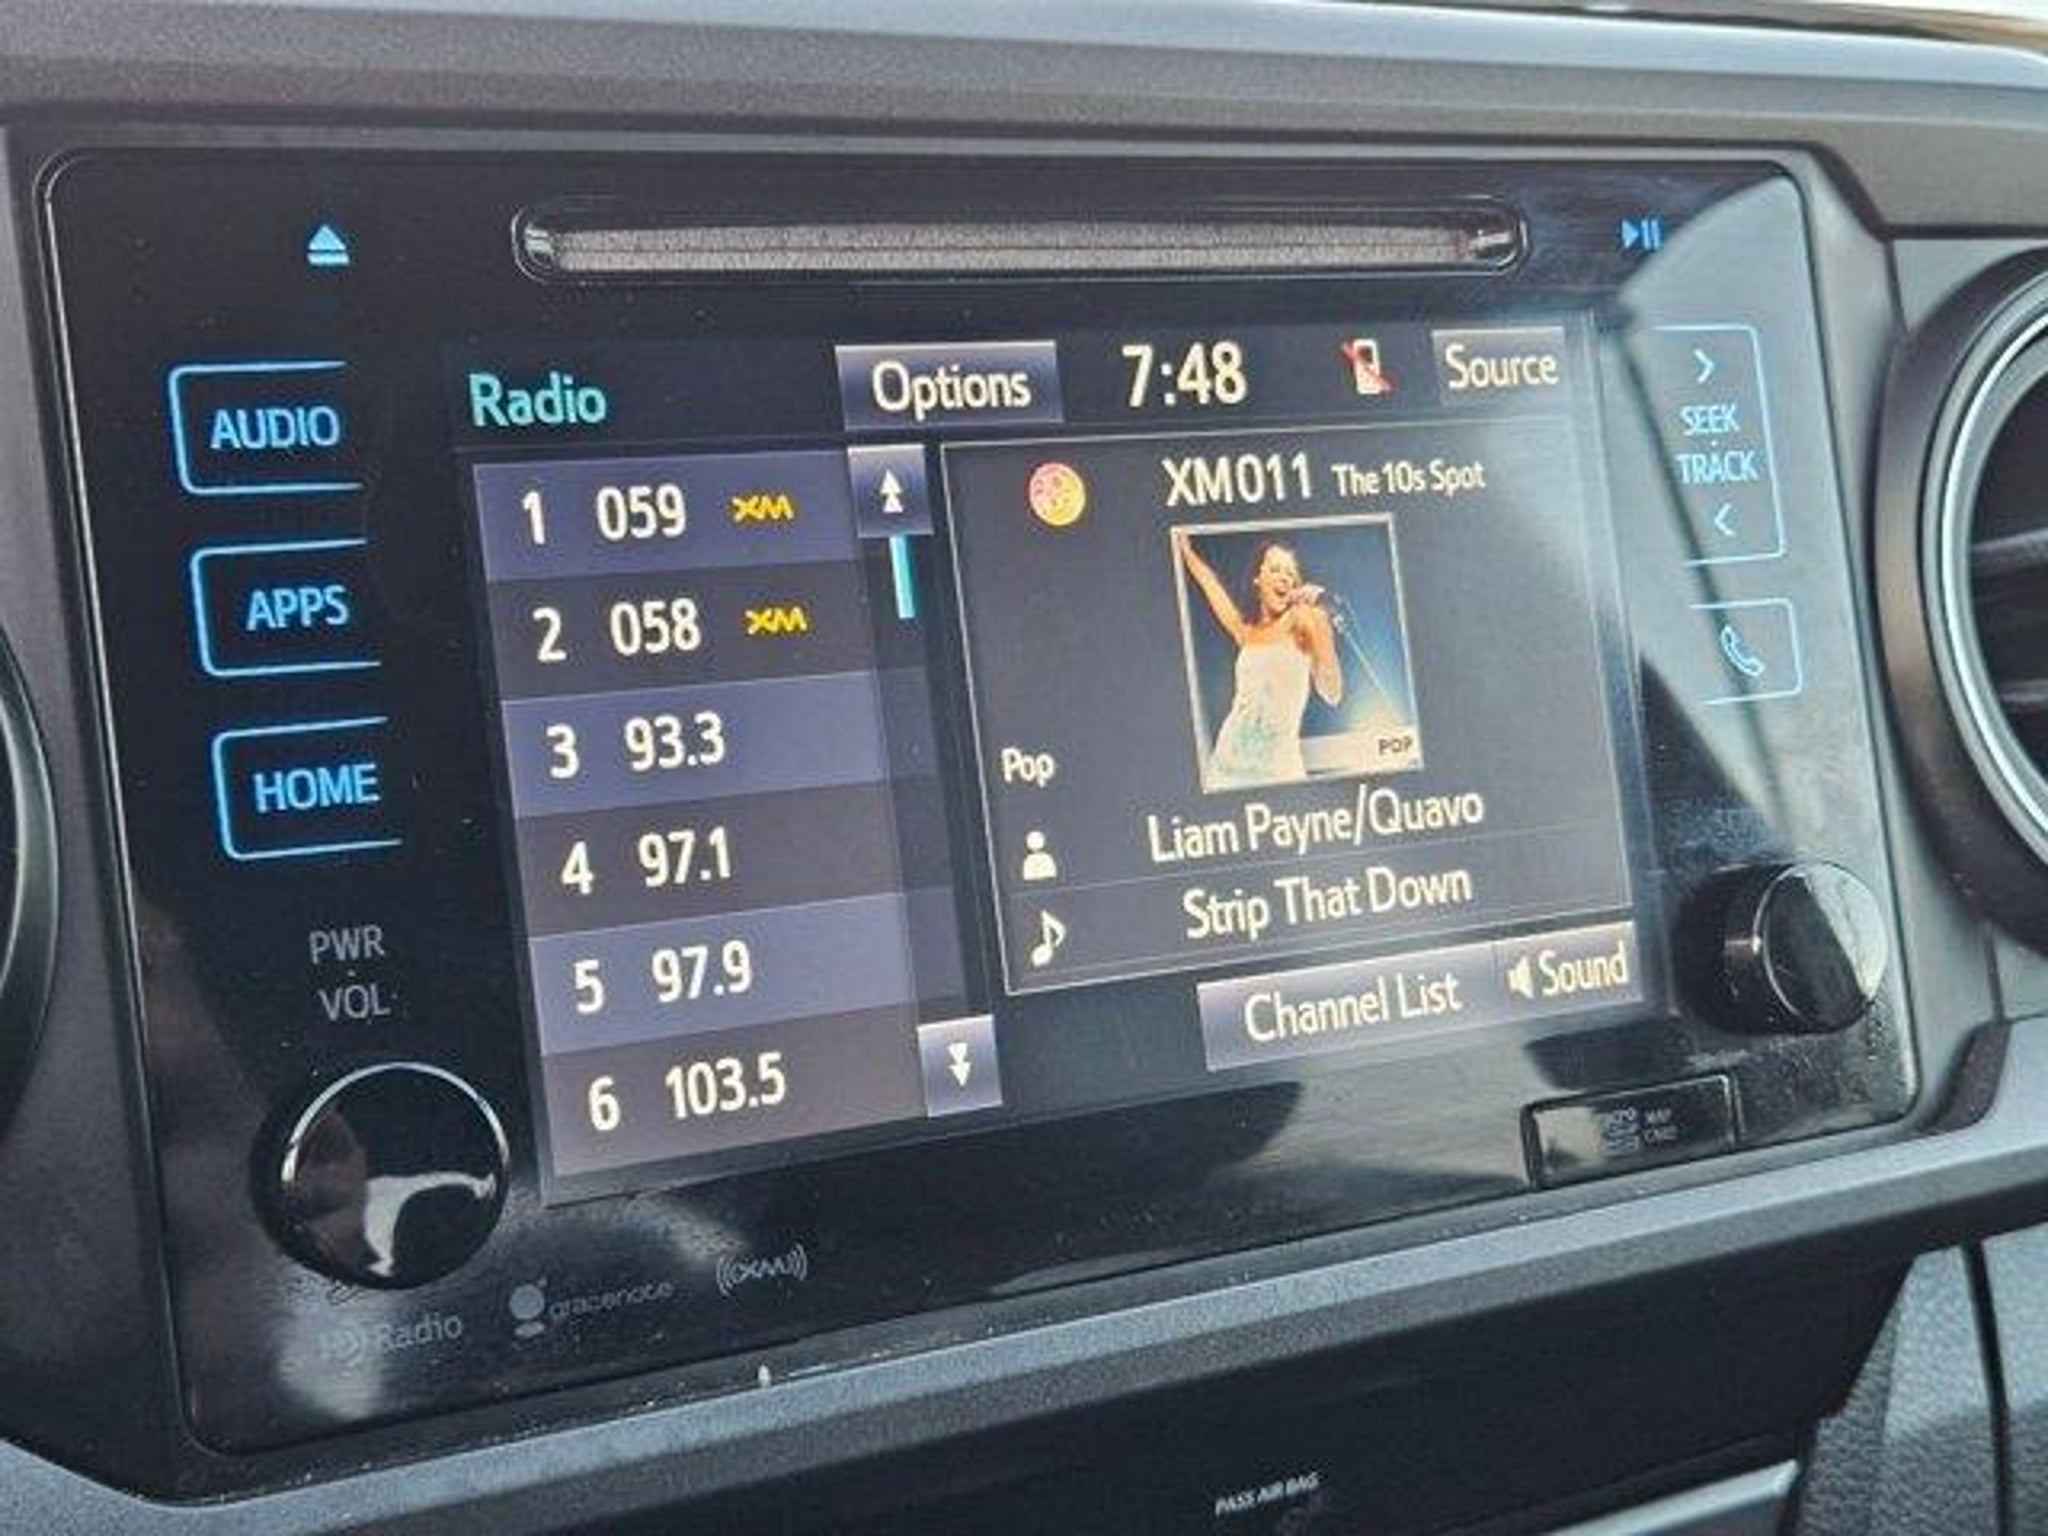 Radio
Options
7:48
Source
AUDIO
APPS
HOME
PWR
VOL
1 059 XM
2 058 XM
3 93.3
4 97.1
5 97.9
6 103.5
XM011 The 10s Spot
POP
Pop
Liam Payne/Quavo
Strip That Down
Channel List
Sound
SEEK
TRACK
MAP
CARD
Radio
gracenote
((XM))
PASS AIR BAG